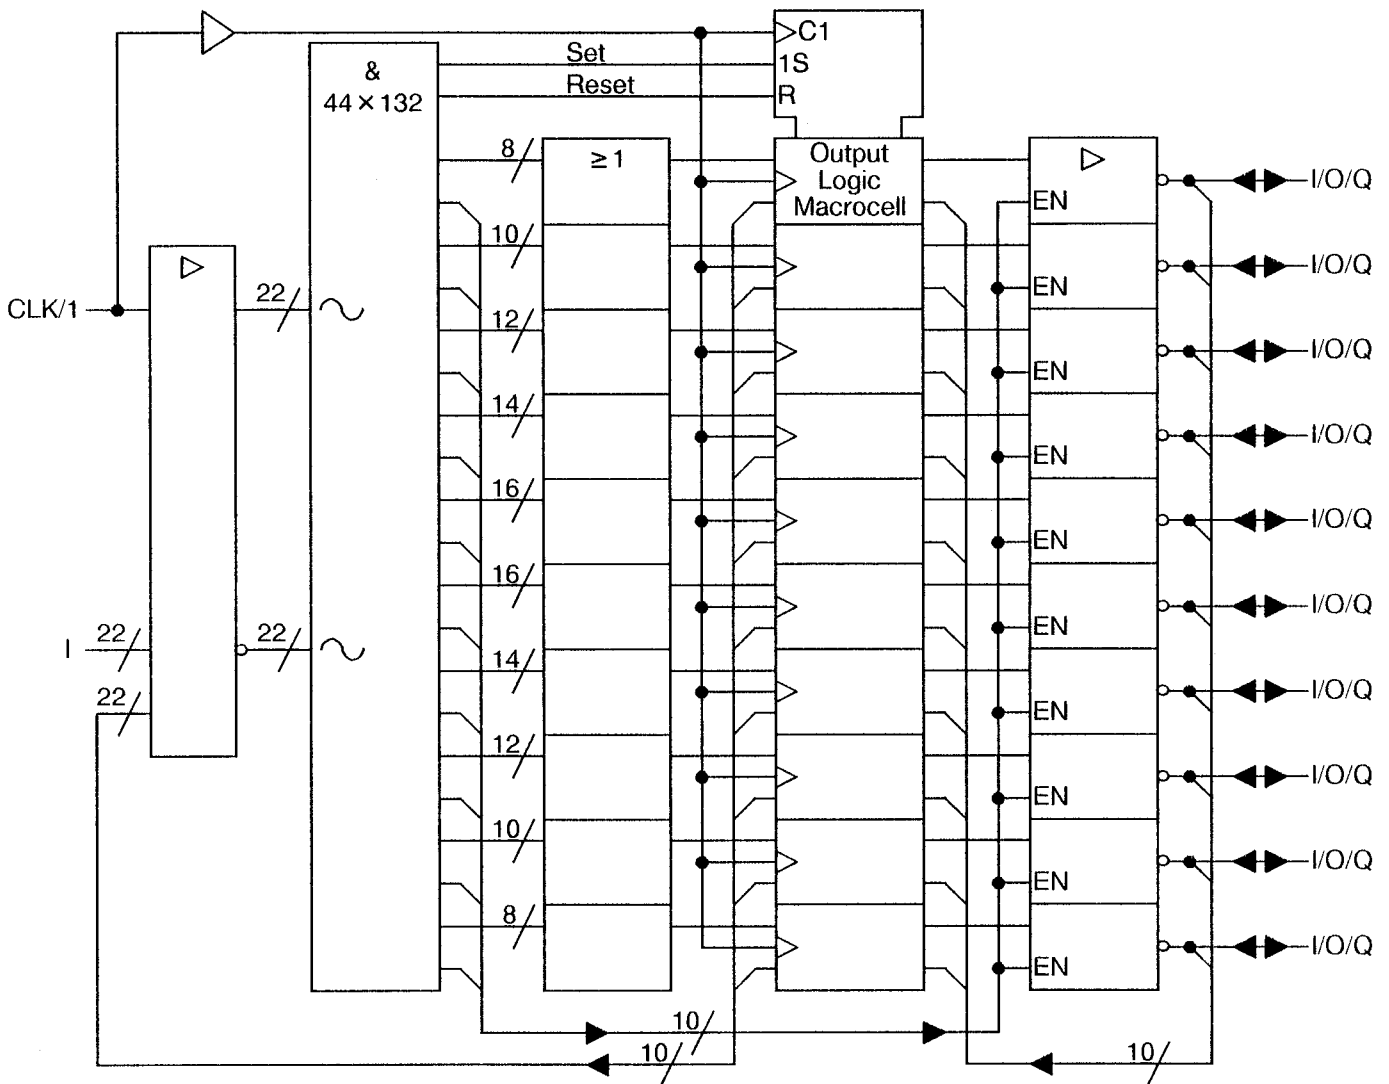 C1
Set
1S
Reset
R
&
44 × 132
8
≥ 1
Output
Logic
Macrocell
▷
I/O/Q
EN
10
I/O/Q
EN
CLK/1
▷
22
12
I/O/Q
EN
14
I/O/Q
EN
16
I/O/Q
EN
16
I/O/Q
EN
I
22
22
14
I/O/Q
22
EN
12
I/O/Q
EN
10
I/O/Q
EN
8
I/O/Q
EN
10
10
10